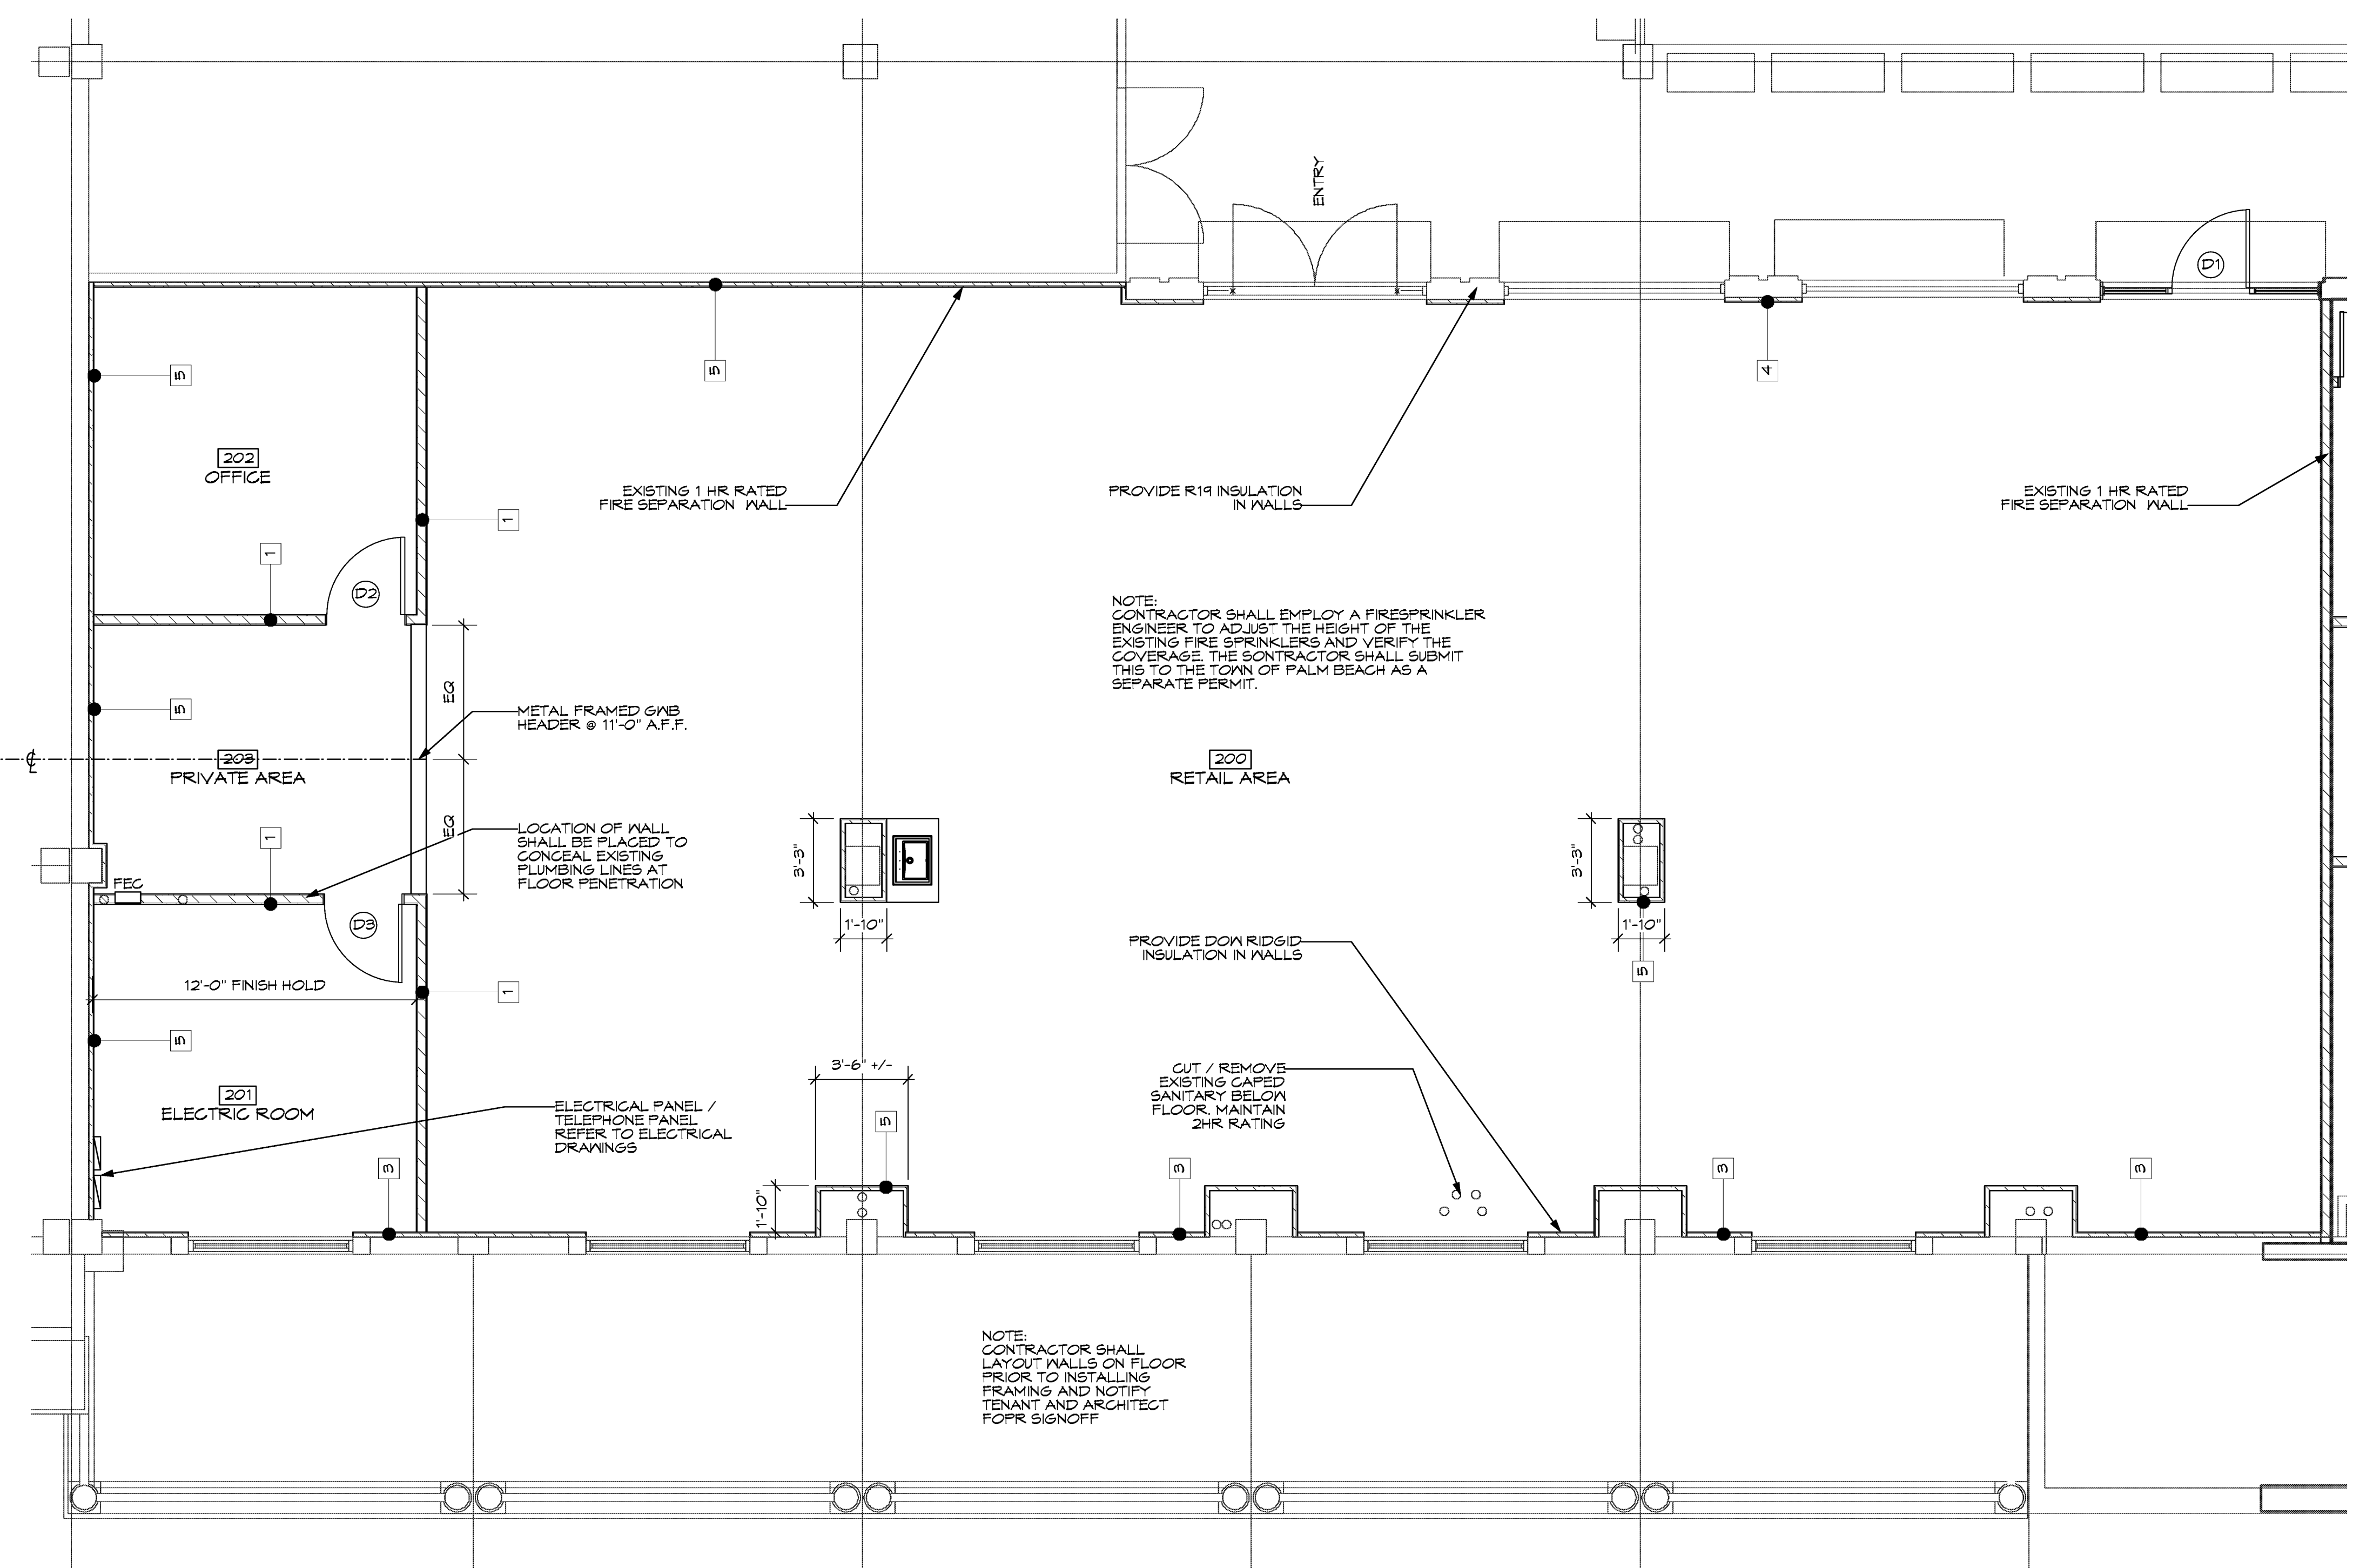 ENTRY
D1
5
4
5
202
OFFICE
EXISTING 1 HR RATED
FIRE SEPARATION WALL
PROVIDE R19 INSULATION
IN WALLS
EXISTING 1 HR RATED
FIRE SEPARATION WALL
1
1
D2
NOTE:
CONTRACTOR SHALL EMPLOY A FIRESPRINKLER
ENGINEER TO ADJUST THE HEIGHT OF THE
EXISTING FIRE SPRINKLERS AND VERIFY THE
COVERAGE. THE SONTRACTOR SHALL SUBMIT
THIS TO THE TOWN OF PALM BEACH AS A
SEPARATE PERMIT.
EQ
5
METAL FRAMED GWB
HEADER @ 11'-0" A.F.F.
℄
203
PRIVATE AREA
200
RETAIL AREA
EQ
1
LOCATION OF WALL
SHALL BE PLACED TO
CONCEAL EXISTING
PLUMBING LINES AT
FLOOR PENETRATION
3'-3"
3'-3"
FEC
D3
1'-10"
1'-10"
PROVIDE DOW RIDGID
INSULATION IN WALLS
5
12'-0" FINISH HOLD
1
5
3'-6" +/-
CUT / REMOVE
EXISTING CAPED
SANITARY BELOW
FLOOR. MAINTAIN
2HR RATING
201
ELECTRIC ROOM
ELECTRICAL PANEL /
TELEPHONE PANEL
REFER TO ELECTRICAL
DRAWINGS
5
3
3
3
3
1'-10"
NOTE:
CONTRACTOR SHALL
LAYOUT WALLS ON FLOOR
PRIOR TO INSTALLING
FRAMING AND NOTIFY
TENANT AND ARCHITECT
FOPR SIGNOFF